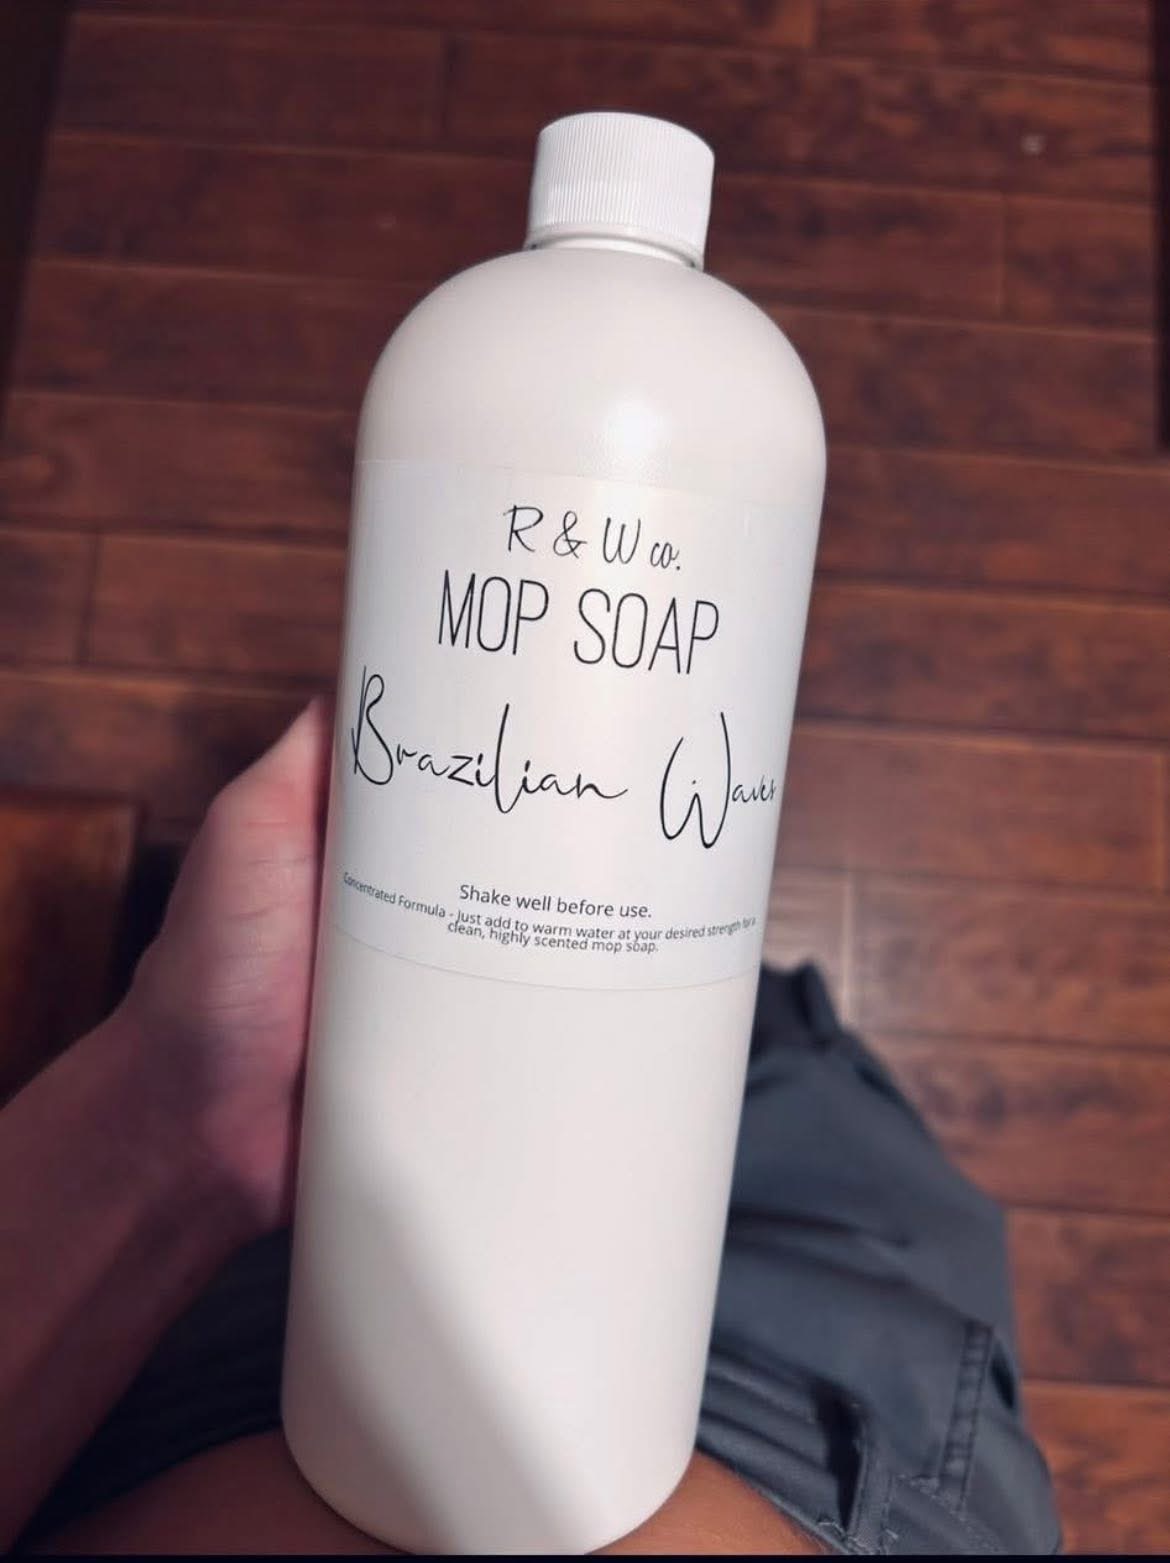 R & W co.
MOP SOAP
Brazilian Waves
Shake well before use.
Concentrated Formula - Just add to warm water at your desired strength for a
clean, highly scented mop soap.